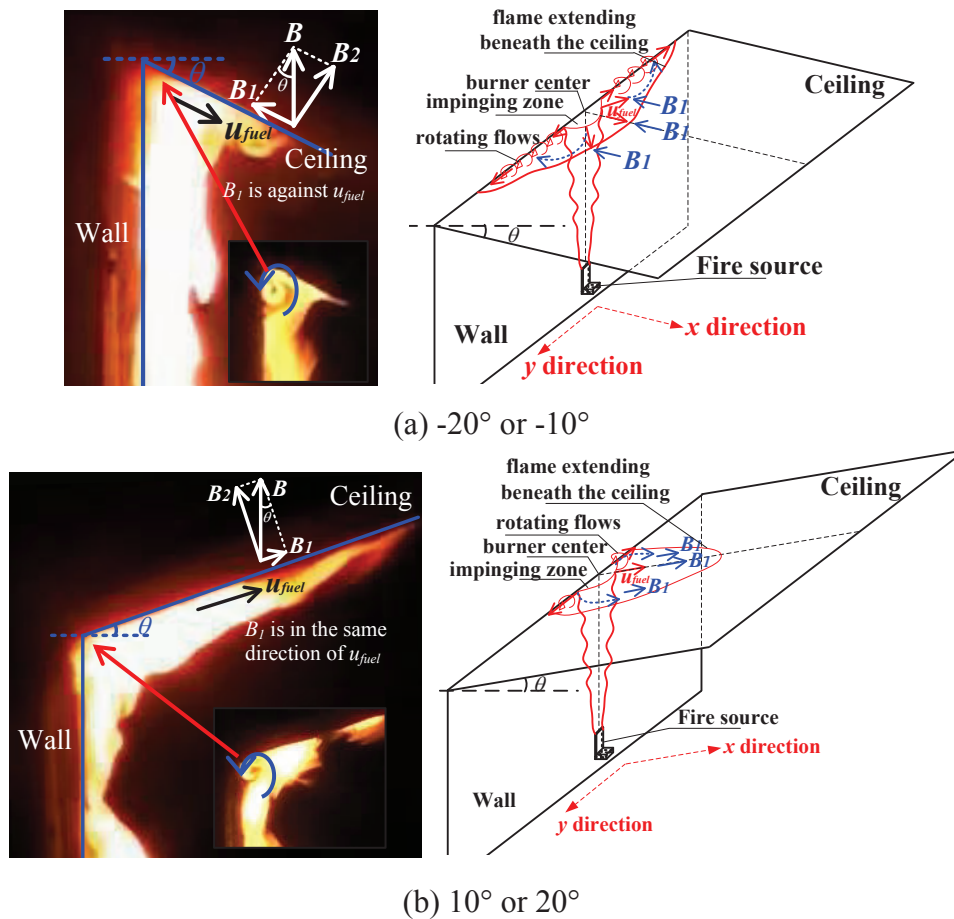 B
B2
θ
B1
θ
ufuel
Ceiling
B1 is against ufuel
Wall
flame extending
beneath the ceiling
burner center
impinging zone
rotating flows
ufuel
B1
B1
B1
Ceiling
θ
Fire source
Wall
x direction
y direction
(a) -20° or -10°
B2
B
Ceiling
θ
B1
ufuel
θ
B1 is in the same
direction of ufuel
Wall
flame extending
beneath the ceiling
rotating flows
burner center
impinging zone
B1
B1
ufuel
B1
Ceiling
θ
Fire source
x direction
Wall
y direction
(b) 10° or 20°